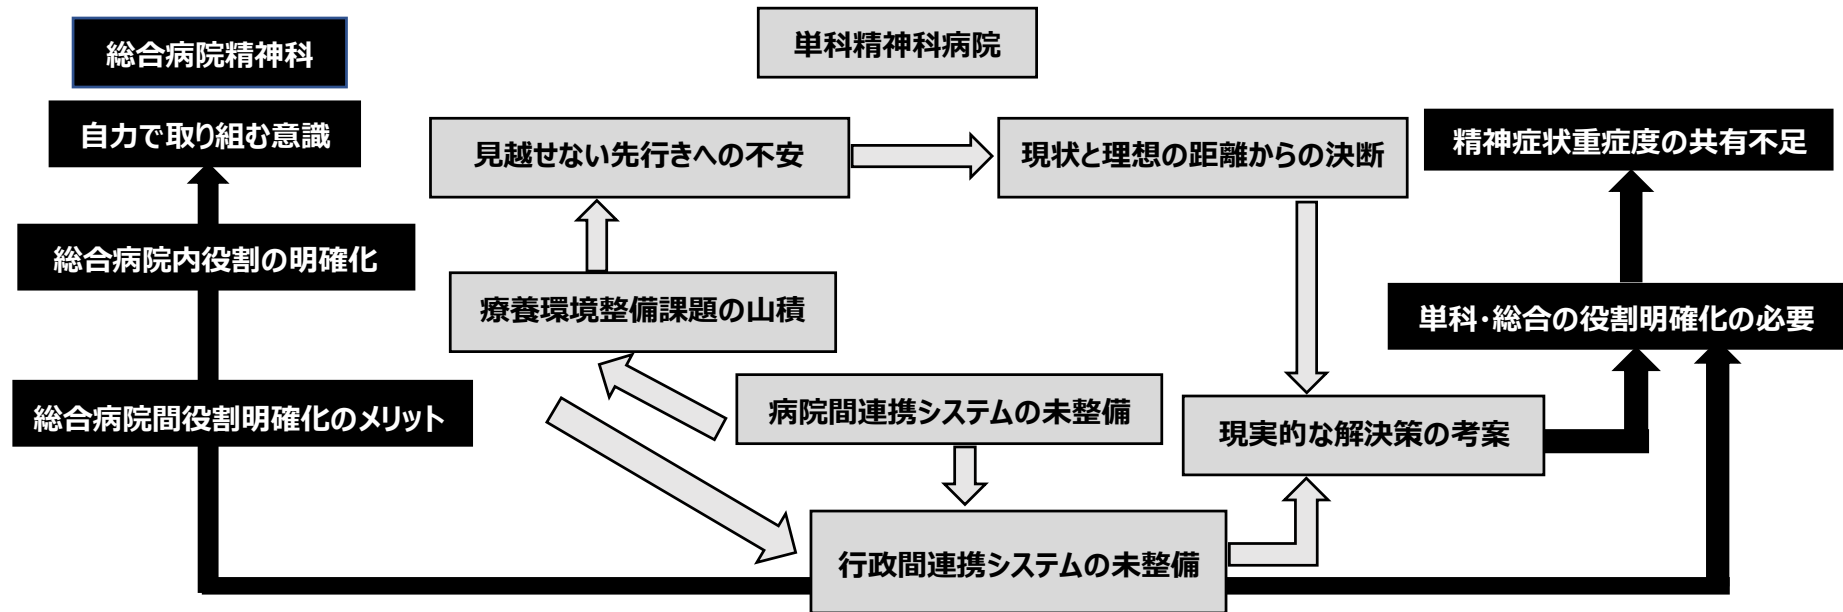 総合病院精神科
単科精神科病院
自力で取り組む意識
見越せない先行きへの不安
現状と理想の距離からの決断
精神症状重症度の共有不足
総合病院内役割の明確化
療養環境整備課題の山積
単科・総合の役割明確化の必要
総合病院間役割明確化のメリット
病院間連携システムの未整備
現実的な解決策の考案
行政間連携システムの未整備